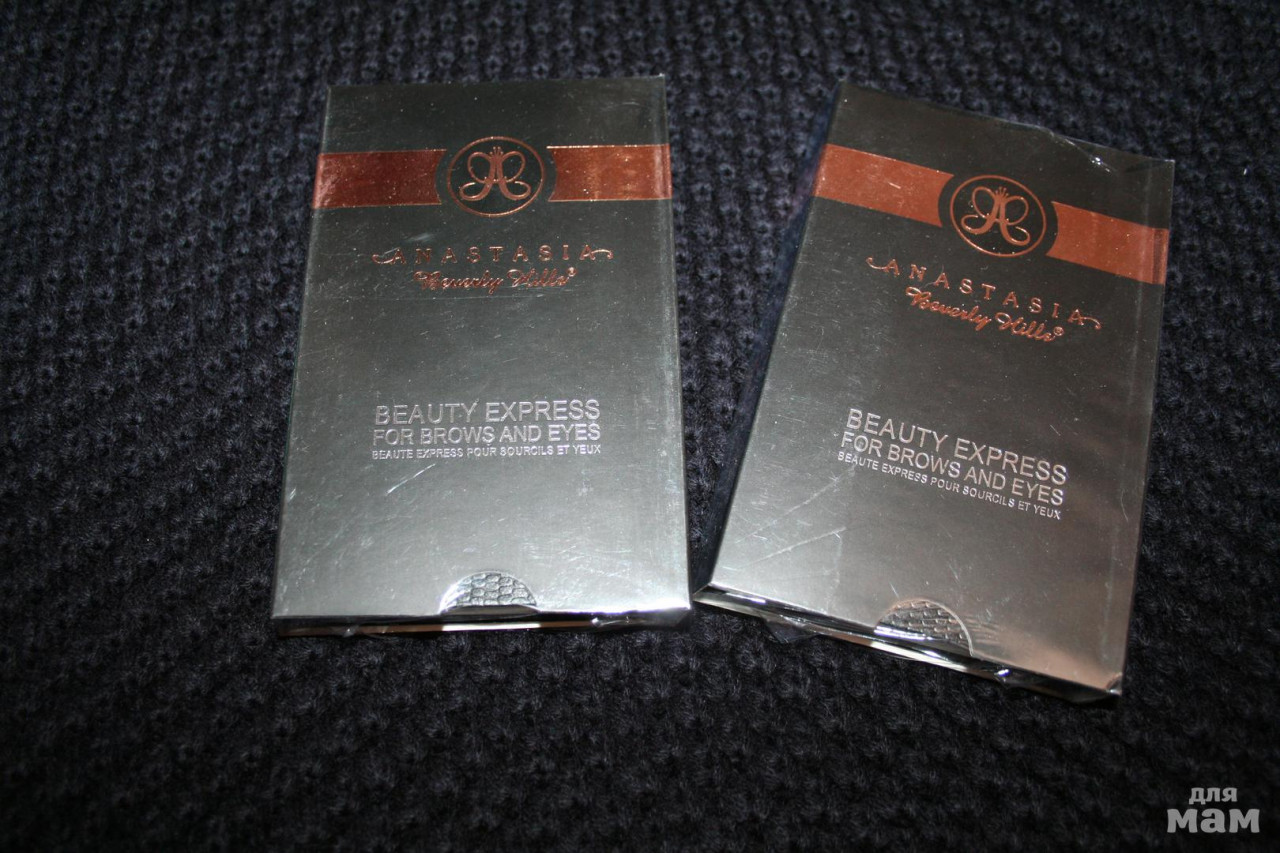 ANASTASIA
Beverly Hills®
BEAUTY EXPRESS
FOR BROWS AND EYES
BEAUTE EXPRESS POUR SOURCILS ET YEUX
ANASTASIA
Beverly Hills®
BEAUTY EXPRESS
FOR BROWS AND EYES
BEAUTE EXPRESS POUR SOURCILS ET YEUX
для
мам